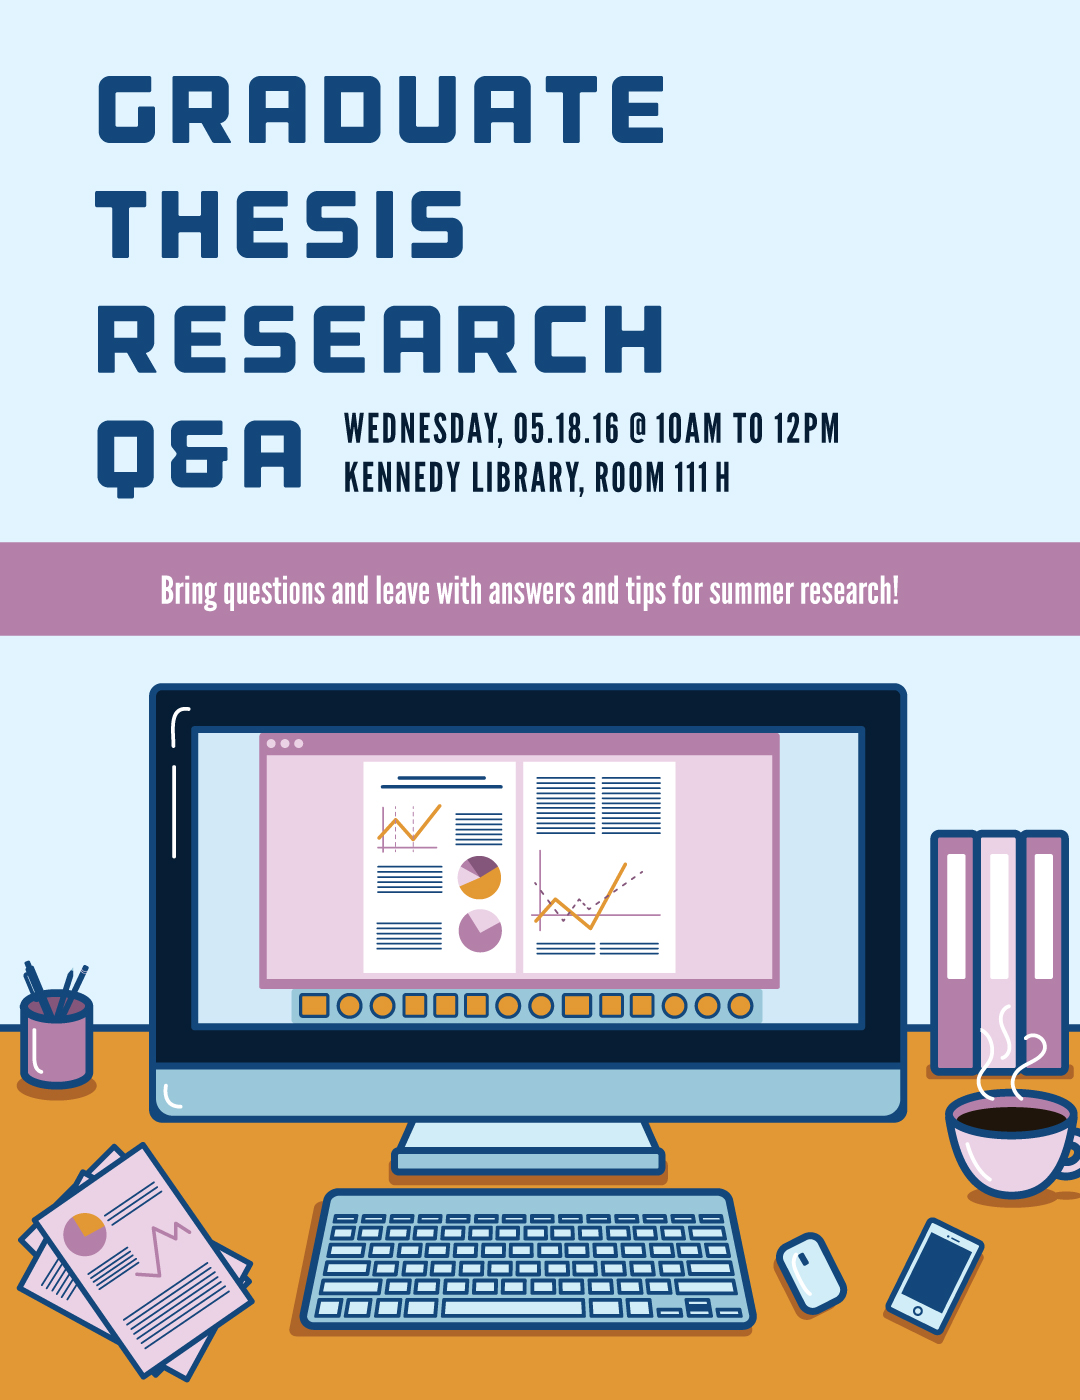 GRADUATE
THESIS
RESEARCH
Q&A
WEDNESDAY, 05.18.16 @ 10AM TO 12PM
KENNEDY LIBRARY, ROOM 111H
Bring questions and leave with answers and tips for summer research!